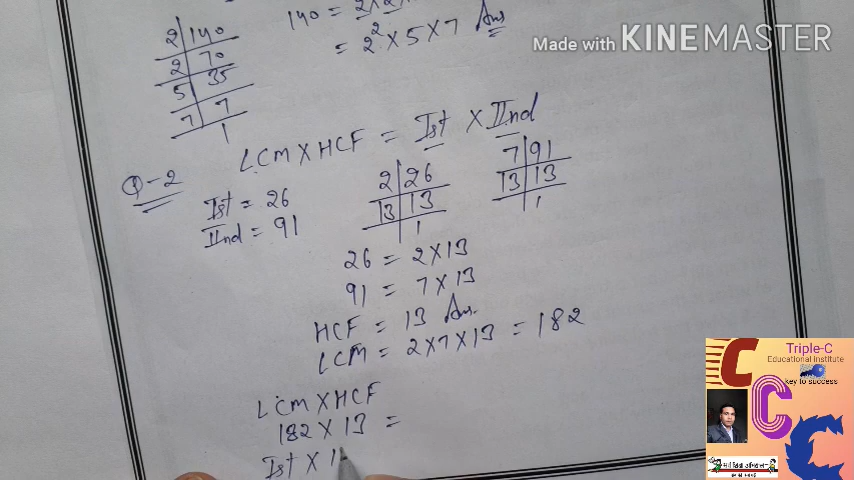 2 | 140
2 | 70
5 | 35
7 | 7
1
140 = 2×2×
= 2² × 5 × 7 Ans
Made with KINEMASTER
LCM × HCF = Ist × IInd
Q-2
Ist = 26
IInd = 91
2 | 26
13 | 13
1
7 | 91
13 | 13
1
26 = 2×13
91 = 7×13
HCF = 13 Ans.
LCM = 2×7×13 = 182
LCM × HCF
182 × 13 =
Ist × I
Triple-C
Educational institute
key to success
C C C